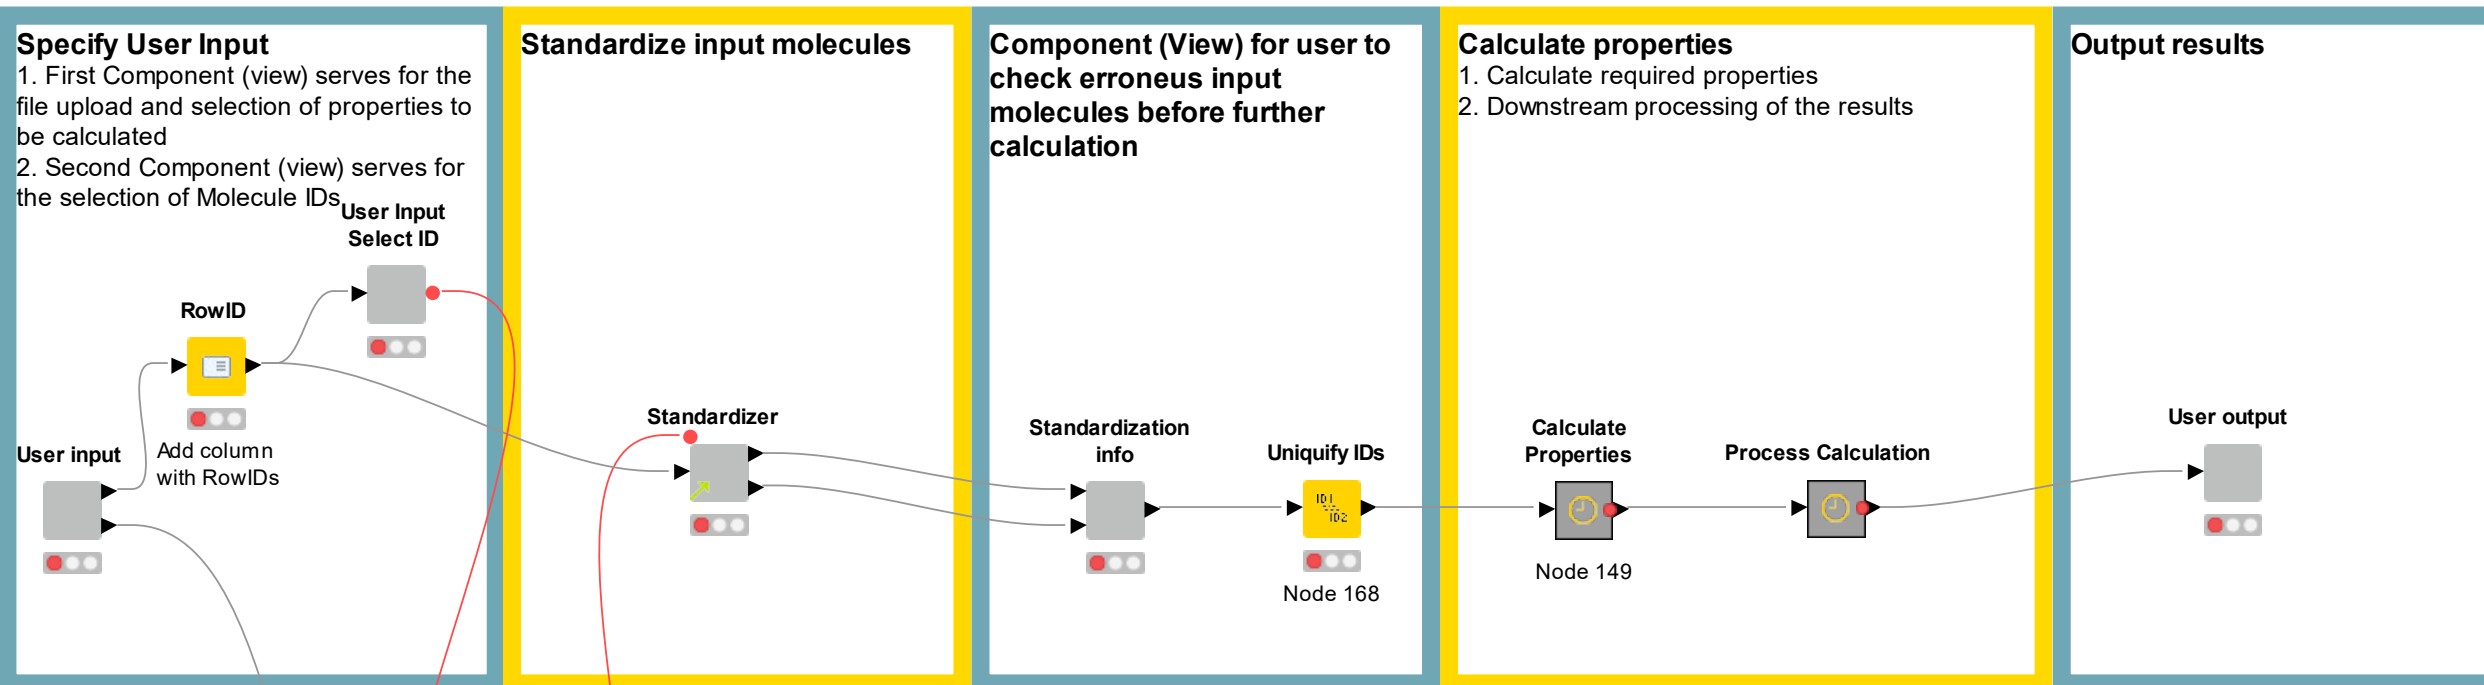 Specify User Input
1. First Component (view) serves for the
file upload and selection of properties to
be calculated
2. Second Component (view) serves for
the selection of Molecule IDs
User Input
Select ID
RowID
Add column
with RowIDs
User input
Standardize input molecules
Standardizer
Component (View) for user to
check erroneus input
molecules before further
calculation
Standardization
info
Uniquify IDs
ID1
ID2
Node 168
Calculate properties
1. Calculate required properties
2. Downstream processing of the results
Calculate
Properties
Node 149
Process Calculation
Output results
User output